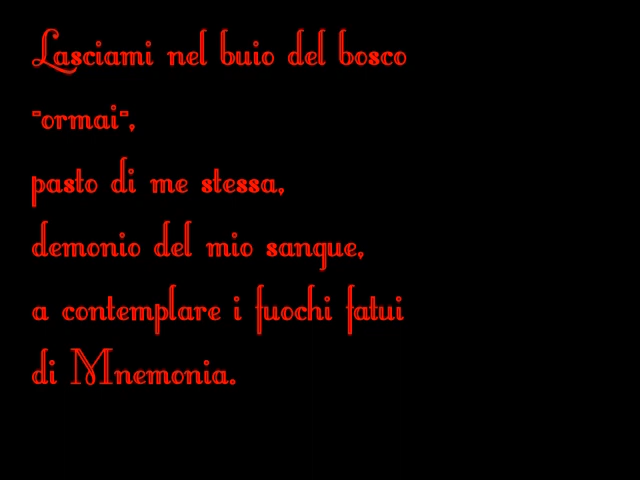 Lasciami nel buio del bosco
-ormai-,
pasto di me stessa,
demonio del mio sangue,
a contemplare i fuochi fatui
di Mnemonia.